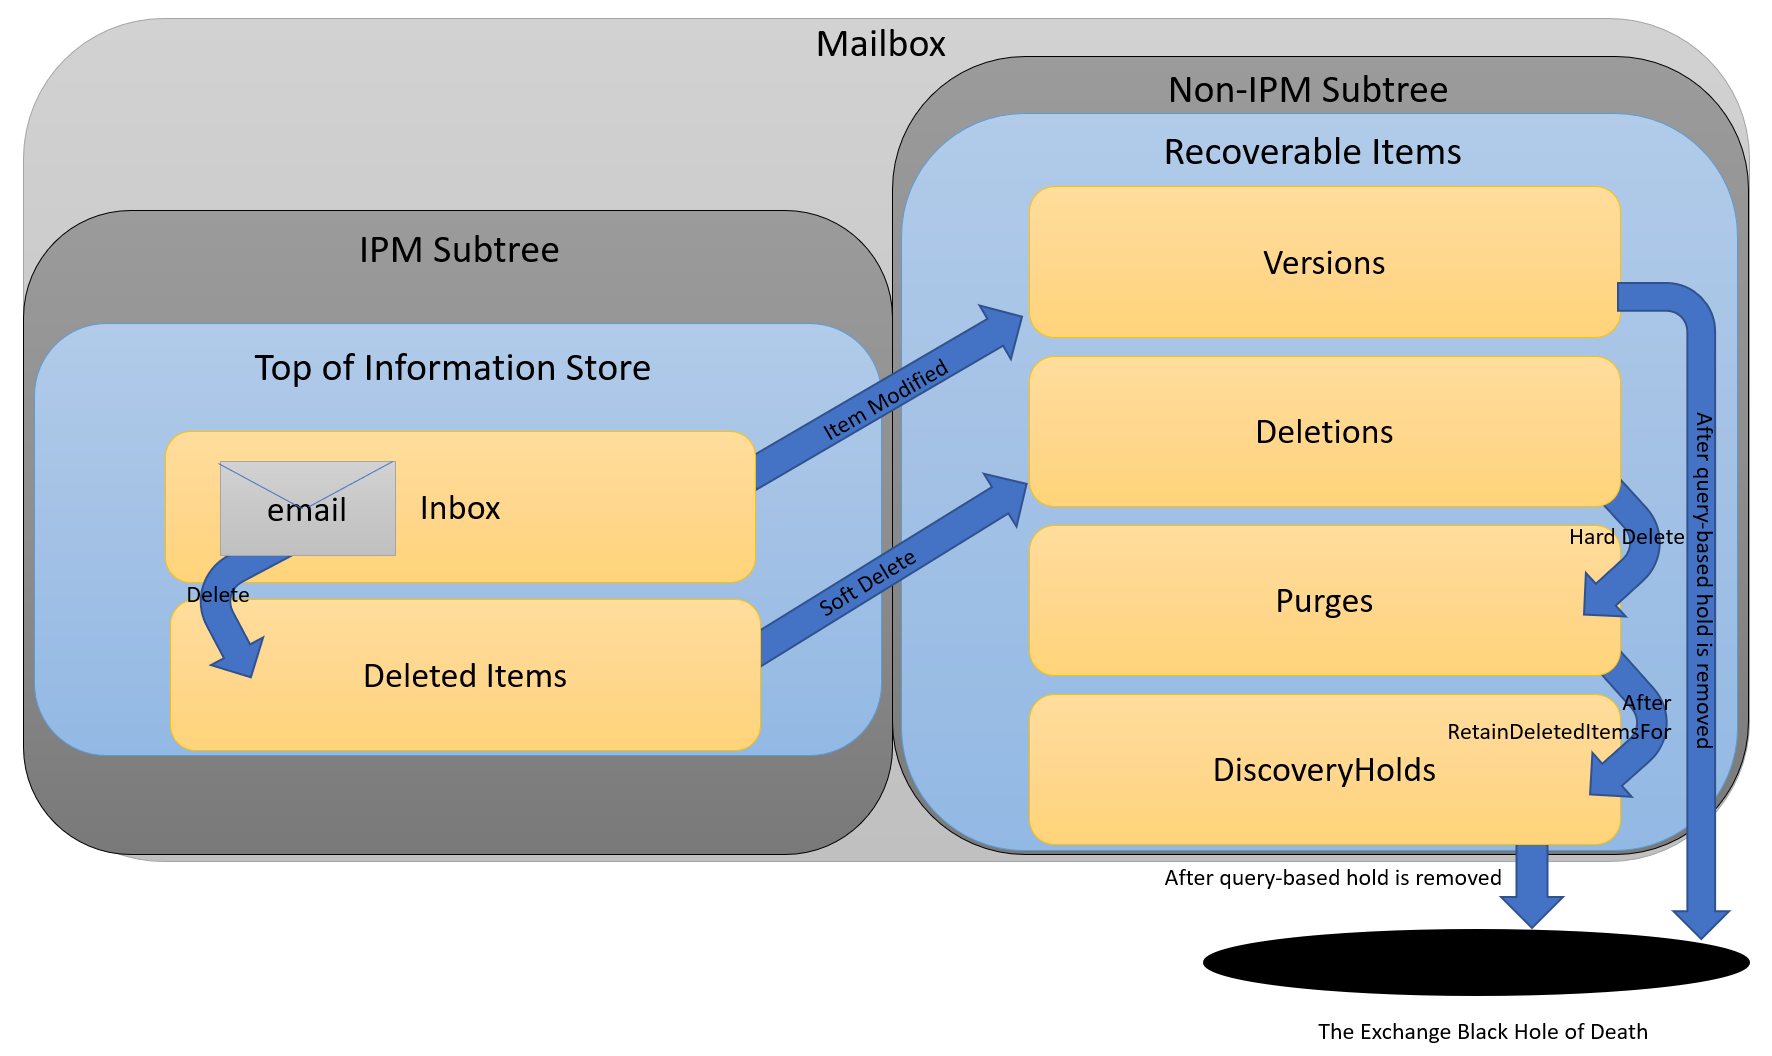 Mailbox
Non-IPM Subtree
Recoverable Items
Versions
IPM Subtree
Top of Information Store
Item Modified
Deletions
email
Inbox
Hard Delete
Delete
Soft Delete
Purges
After query-based hold is removed
Deleted Items
After
RetainDeletedItemsFor
DiscoveryHolds
After query-based hold is removed
The Exchange Black Hole of Death